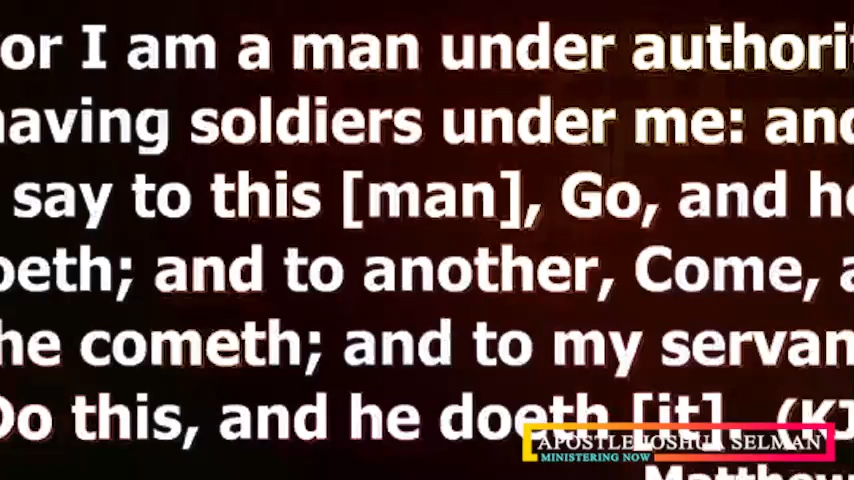 or I am a man under authorit
aving soldiers under me: and
say to this [man], Go, and he
oeth; and to another, Come, a
he cometh; and to my servan
Do this, and he doeth [it]. (KJ
APOSTLE JOSHUA SELMAN
MINISTERING NOW
Matthew